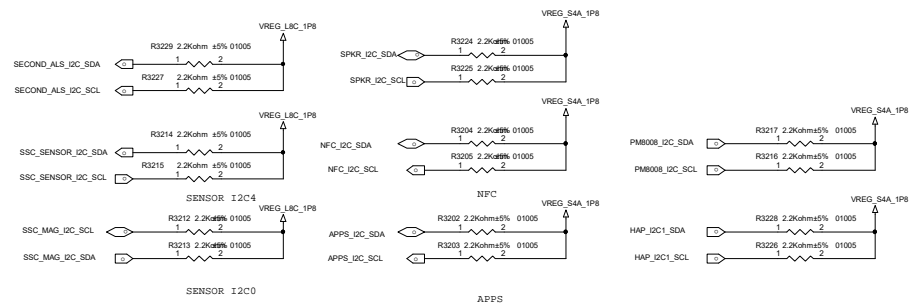 VREG_L8C_1P8
R3229 2.2Kohm ±5% 01005
SECOND_ALS_I2C_SDA 1 2
R3227 2.2Kohm ±5% 01005
SECOND_ALS_I2C_SCL 1 2
VREG_L8C_1P8
R3214 2.2Kohm ±5% 01005
SSC_SENSOR_I2C_SDA 1 2
R3215 2.2Kohm ±5% 01005
SSC_SENSOR_I2C_SCL 1 2
SENSOR I2C4
VREG_L8C_1P8
R3212 2.2Kohm±5% 01005
SSC_MAG_I2C_SCL 1 2
R3213 2.2Kohm±5% 01005
SSC_MAG_I2C_SDA 1 2
SENSOR I2C0
VREG_S4A_1P8
R3224 2.2Kohm±5% 01005
SPKR_I2C_SDA 1 2
R3225 2.2Kohm±5% 01005
SPKR_I2C_SCL 1 2
VREG_S4A_1P8
R3204 2.2Kohm±5% 01005
NFC_I2C_SDA 1 2
R3205 2.2Kohm±5% 01005
NFC_I2C_SCL 1 2
NFC
VREG_S4A_1P8
R3202 2.2Kohm±5% 01005
APPS_I2C_SDA 1 2
R3203 2.2Kohm±5% 01005
APPS_I2C_SCL 1 2
APPS
VREG_S4A_1P8
R3217 2.2Kohm±5% 01005
PM8008_I2C_SDA 1 2
R3216 2.2Kohm±5% 01005
PM8008_I2C_SCL 1 2
VREG_S4A_1P8
R3228 2.2Kohm±5% 01005
HAP_I2C1_SDA 1 2
R3226 2.2Kohm±5% 01005
HAP_I2C1_SCL 1 2